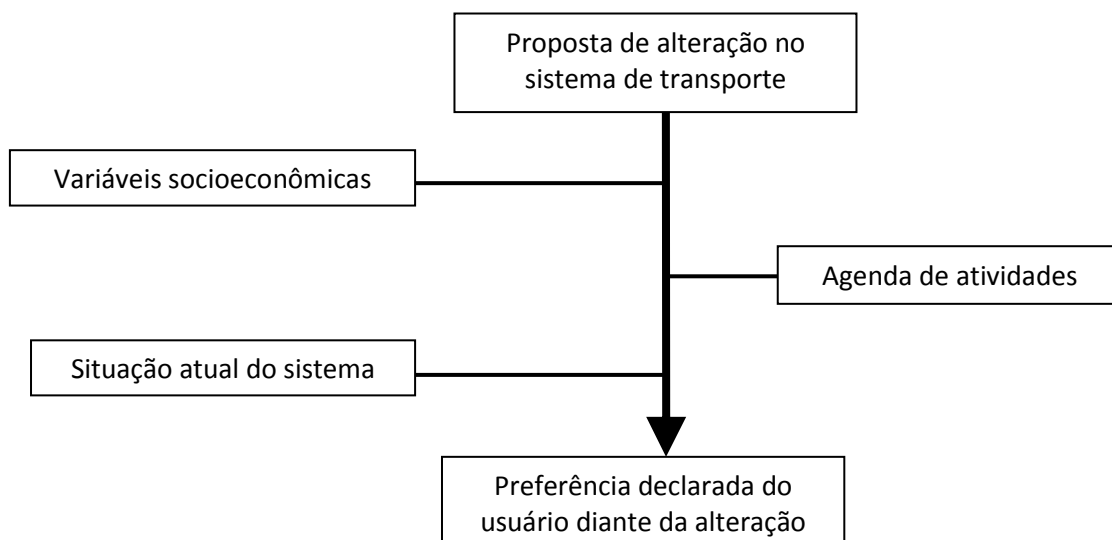 Proposta de alteração no
sistema de transporte
Variáveis socioeconômicas
Agenda de atividades
Situação atual do sistema
Preferência declarada do
usuário diante da alteração